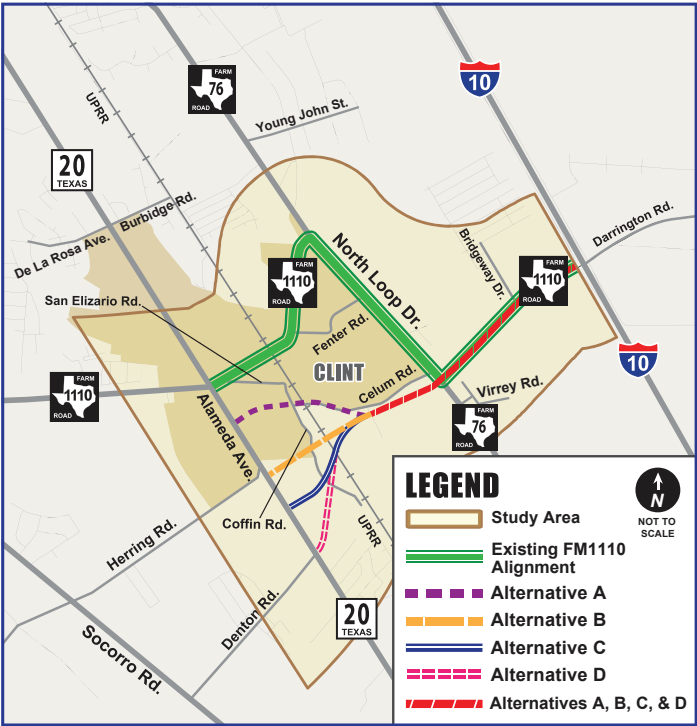 10
FARM
76
ROAD
Young John St.
UPRR
20
TEXAS
Burbidge Rd.
De La Rosa Ave.
Darrington Rd.
Bridgeway Dr.
North Loop Dr.
FARM
1110
ROAD
FARM
1110
ROAD
San Elizario Rd.
Fenter Rd.
10
CLINT
Celum Rd.
Virrey Rd.
FARM
1110
ROAD
Alameda Ave.
FARM
76
ROAD
Coffin Rd.
UPRR
Herring Rd.
Denton Rd.
20
TEXAS
Socorro Rd.
LEGEND
N
NOT TO
SCALE
Study Area
Existing FM1110
Alignment
Alternative A
Alternative B
Alternative C
Alternative D
Alternatives A, B, C, & D